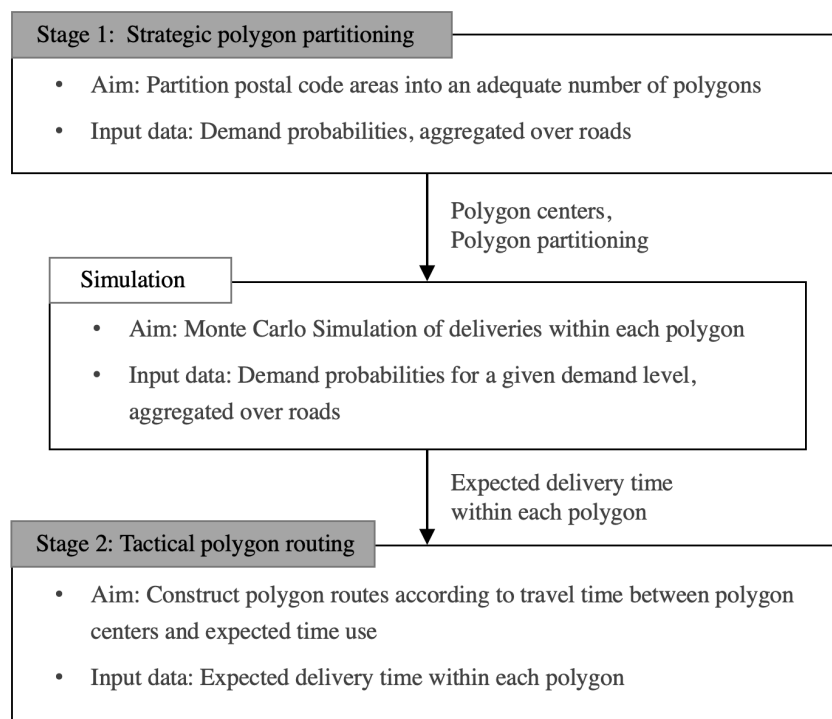 Stage 1:  Strategic polygon partitioning
• Aim: Partition postal code areas into an adequate number of polygons
• Input data: Demand probabilities, aggregated over roads
Polygon centers,
Polygon partitioning
Simulation
• Aim: Monte Carlo Simulation of deliveries within each polygon
• Input data: Demand probabilities for a given demand level,
aggregated over roads
Expected delivery time
within each polygon
Stage 2: Tactical polygon routing
• Aim: Construct polygon routes according to travel time between polygon
centers and expected time use
• Input data: Expected delivery time within each polygon